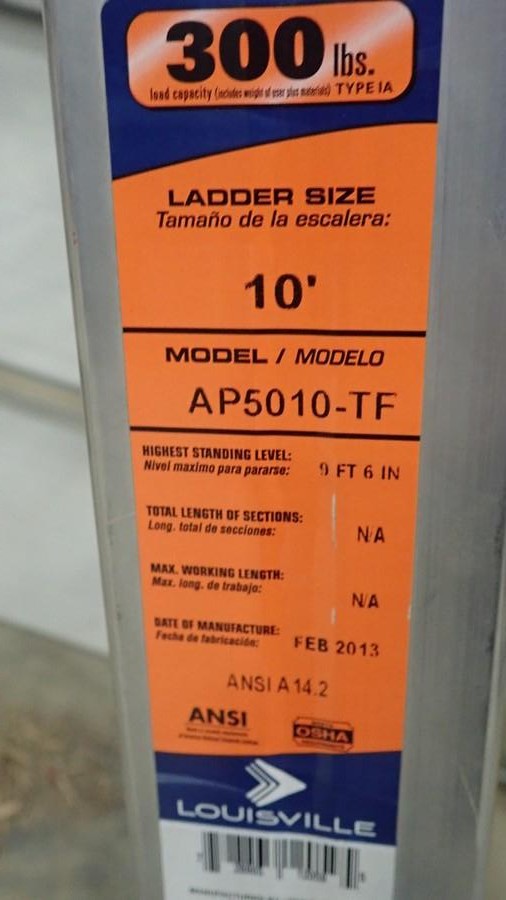 300 lbs.
load capacity (includes weight of user plus materials) TYPE IA
LADDER SIZE
Tamaño de la escalera:
10'
MODEL / MODELO
AP5010-TF
HIGHEST STANDING LEVEL:
Nivel maximo para pararse: 9 FT 6 IN
TOTAL LENGTH OF SECTIONS:
Long. total de secciones:
N/A
MAX. WORKING LENGTH:
Max. long. de trabajo:
N/A
DATE OF MANUFACTURE:
Fecha de fabricación: FEB 2013
ANSI A 14.2
ANSI
OSHA
LOUISVILLE